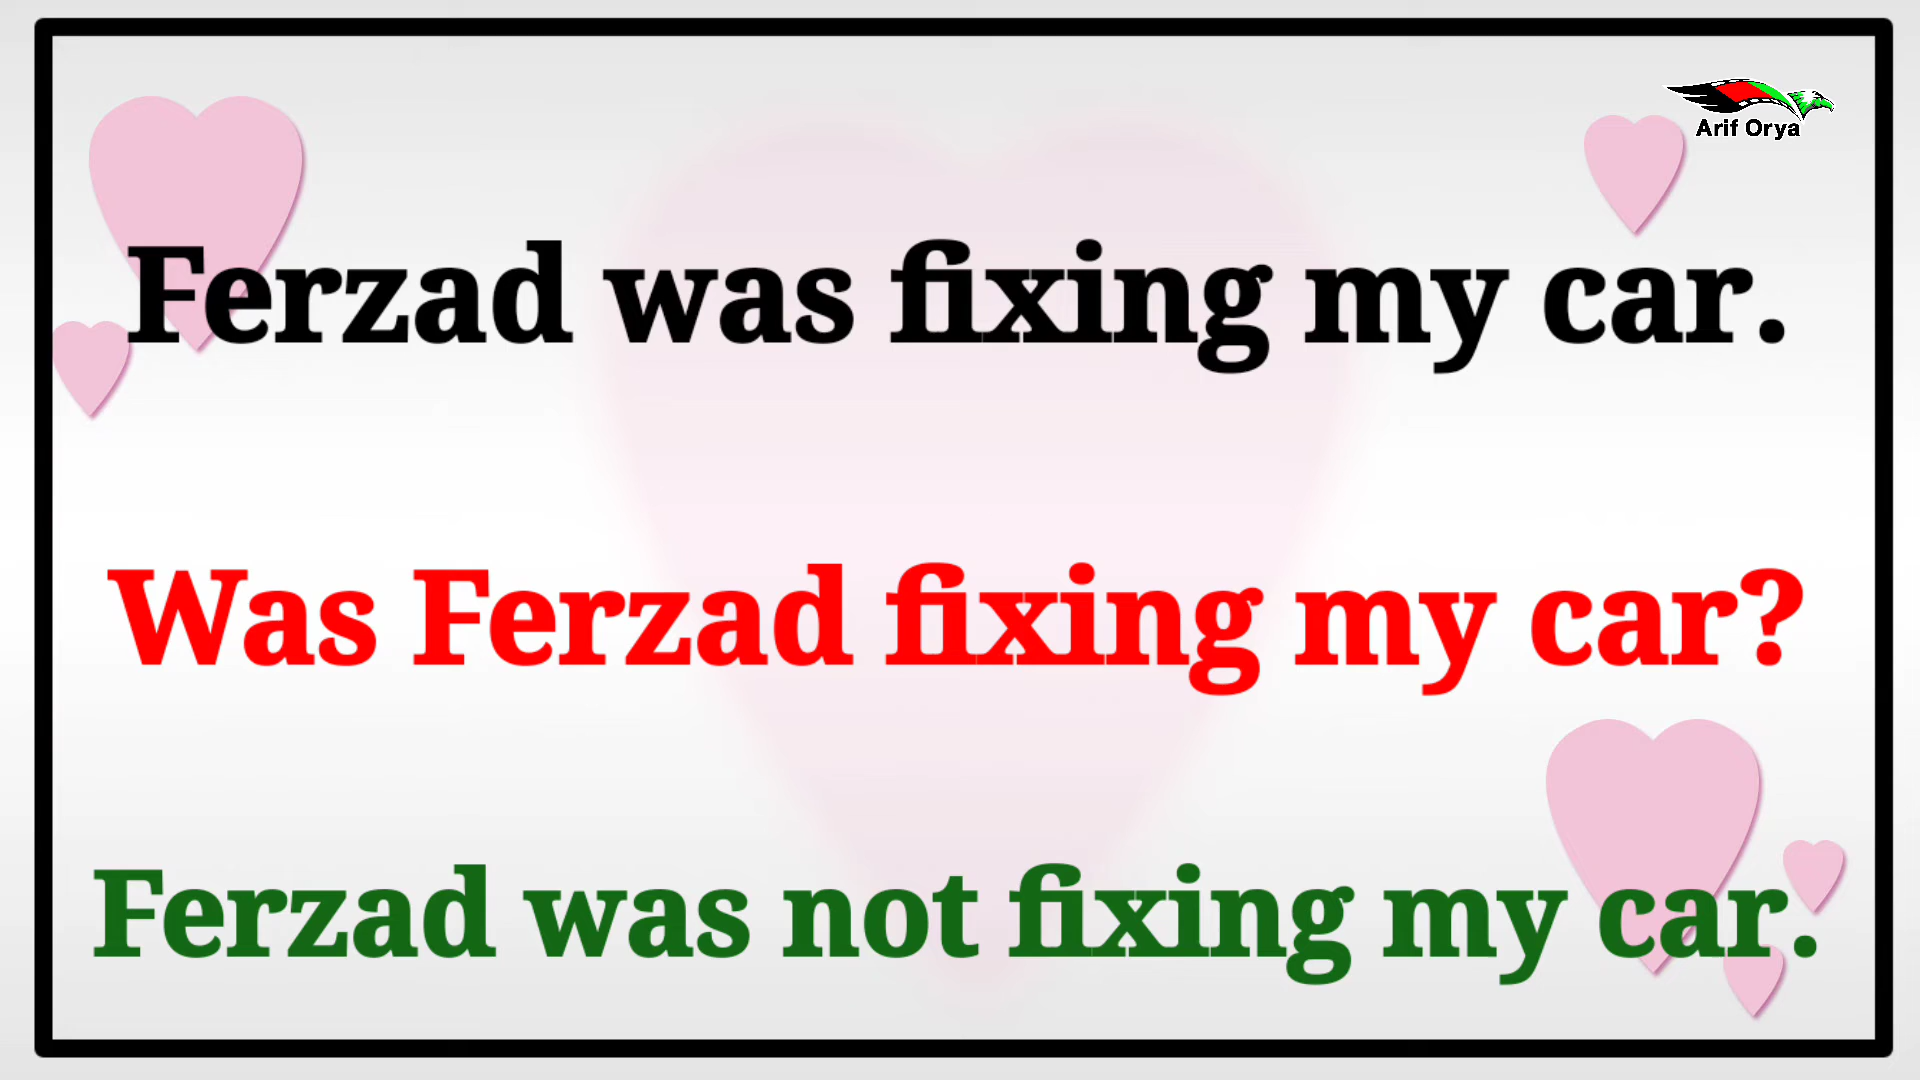 Arif Orya
Ferzad was fixing my car.
Was Ferzad fixing my car?
Ferzad was not fixing my car.